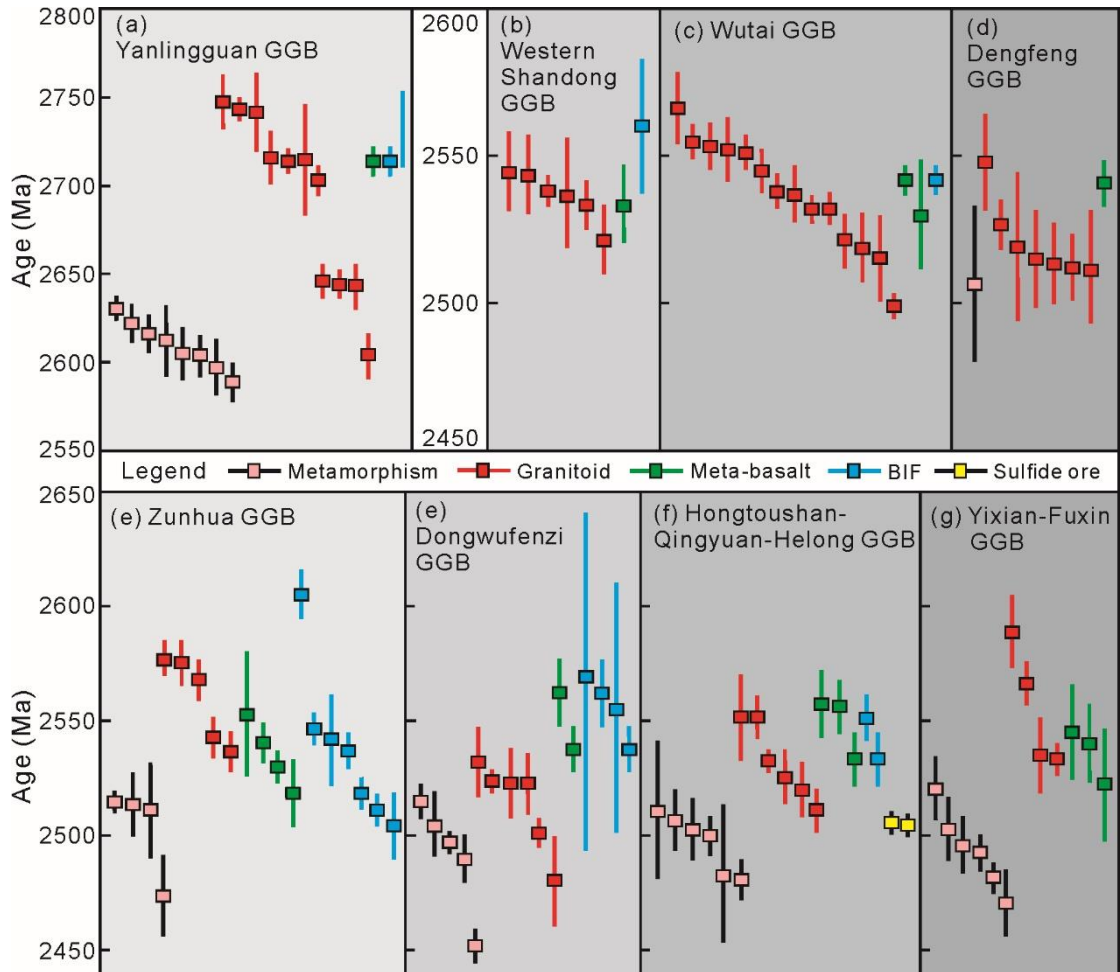 2800
2750
2700
2650
2600
2550
Age (Ma)
(a)
Yanlingguan GGB
2600
2550
2500
2450
(b)
Western
Shandong
GGB
(c) Wutai GGB
(d)
Dengfeng
GGB
Legend Metamorphism Granitoid Meta-basalt BIF Sulfide ore
2650
2600
2550
2500
2450
Age (Ma)
(e) Zunhua GGB
(e)
Dongwufenzi
GGB
(f) Hongtoushan-
Qingyuan-Helong GGB
(g) Yixian-Fuxin
GGB